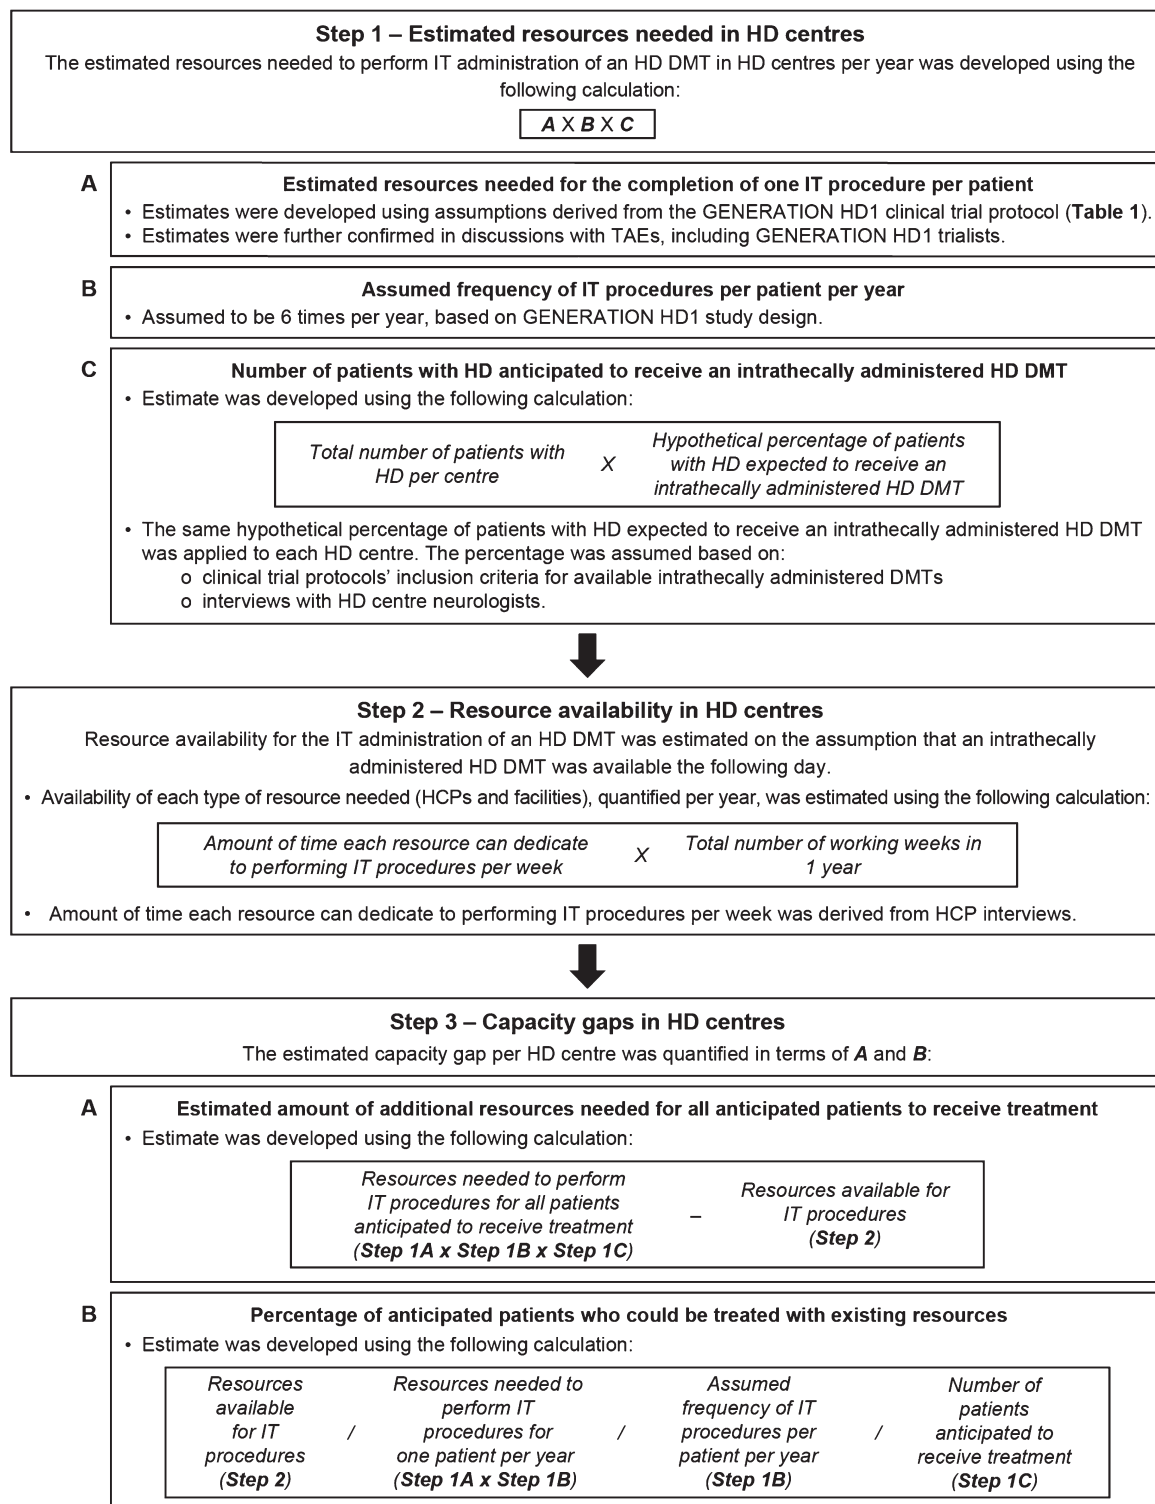 Step 1 – Estimated resources needed in HD centres
The estimated resources needed to perform IT administration of an HD DMT in HD centres per year was developed using the
following calculation:
A X B X C
A
Estimated resources needed for the completion of one IT procedure per patient
• Estimates were developed using assumptions derived from the GENERATION HD1 clinical trial protocol (Table 1).
• Estimates were further confirmed in discussions with TAEs, including GENERATION HD1 trialists.
B
Assumed frequency of IT procedures per patient per year
• Assumed to be 6 times per year, based on GENERATION HD1 study design.
C
Number of patients with HD anticipated to receive an intrathecally administered HD DMT
• Estimate was developed using the following calculation:
Total number of patients with
HD per centre
X
Hypothetical percentage of patients
with HD expected to receive an
intrathecally administered HD DMT
• The same hypothetical percentage of patients with HD expected to receive an intrathecally administered HD DMT
was applied to each HD centre. The percentage was assumed based on:
o clinical trial protocols’ inclusion criteria for available intrathecally administered DMTs
o interviews with HD centre neurologists.
Step 2 – Resource availability in HD centres
Resource availability for the IT administration of an HD DMT was estimated on the assumption that an intrathecally
administered HD DMT was available the following day.
• Availability of each type of resource needed (HCPs and facilities), quantified per year, was estimated using the following calculation:
Amount of time each resource can dedicate
to performing IT procedures per week
X
Total number of working weeks in
1 year
• Amount of time each resource can dedicate to performing IT procedures per week was derived from HCP interviews.
Step 3 – Capacity gaps in HD centres
The estimated capacity gap per HD centre was quantified in terms of A and B:
A
Estimated amount of additional resources needed for all anticipated patients to receive treatment
• Estimate was developed using the following calculation:
Resources needed to perform
IT procedures for all patients
anticipated to receive treatment
(Step 1A x Step 1B x Step 1C)
–
Resources available for
IT procedures
(Step 2)
B
Percentage of anticipated patients who could be treated with existing resources
• Estimate was developed using the following calculation:
Resources
available
for IT
procedures
(Step 2)
/
Resources needed to
perform IT
procedures for
one patient per year
(Step 1A x Step 1B)
/
Assumed
frequency of IT
procedures per
patient per year
(Step 1B)
/
Number of
patients
anticipated to
receive treatment
(Step 1C)